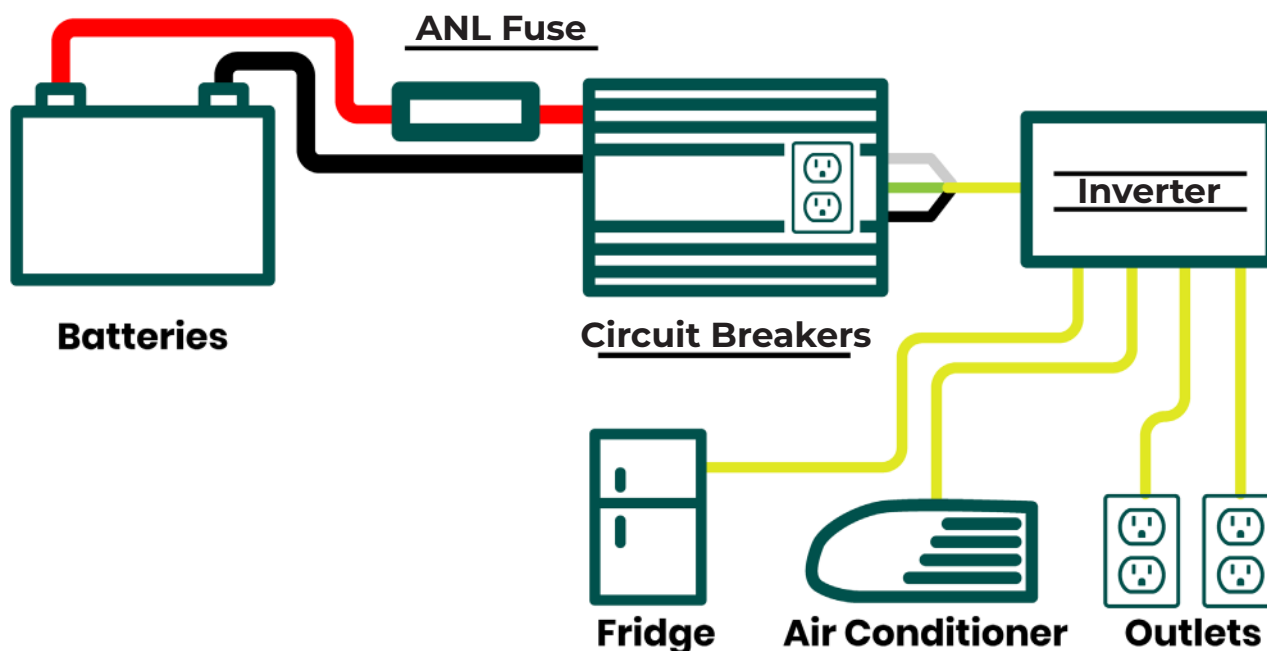 ANL Fuse
Inverter
Batteries
Circuit Breakers
Fridge
Air Conditioner
Outlets